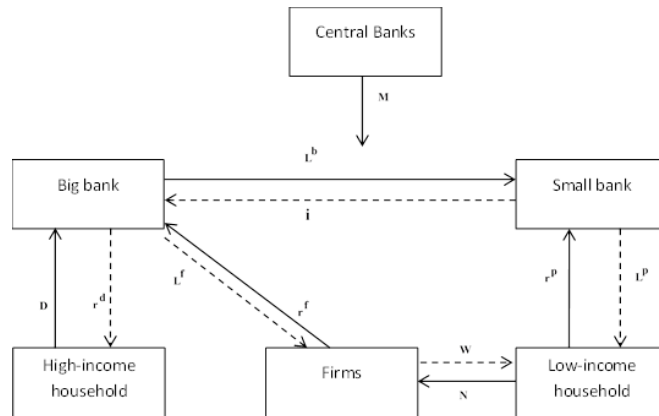 Central Banks
M
L^b
Big bank
Small bank
i
D
r^d
L^f
r^f
r^p
L^p
W
N
High-income
household
Firms
Low-income
household